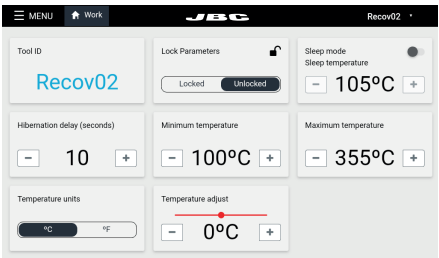 MENU Work JBC Recov02
Tool ID
Recov02
Lock Parameters
Locked Unlocked
Sleep mode
Sleep temperature
- 105ºC +
Hibernation delay (seconds)
- 10 +
Minimum temperature
- 100ºC +
Maximum temperature
- 355ºC +
Temperature units
ºC ºF
Temperature adjust
- 0ºC +